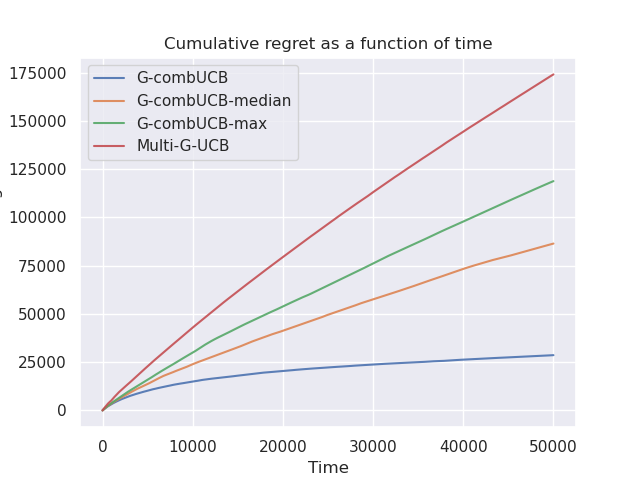 Cumulative regret as a function of time
G-combUCB
G-combUCB-median
G-combUCB-max
Multi-G-UCB
175000
150000
125000
100000
75000
50000
25000
0
0 10000 20000 30000 40000 50000
Time